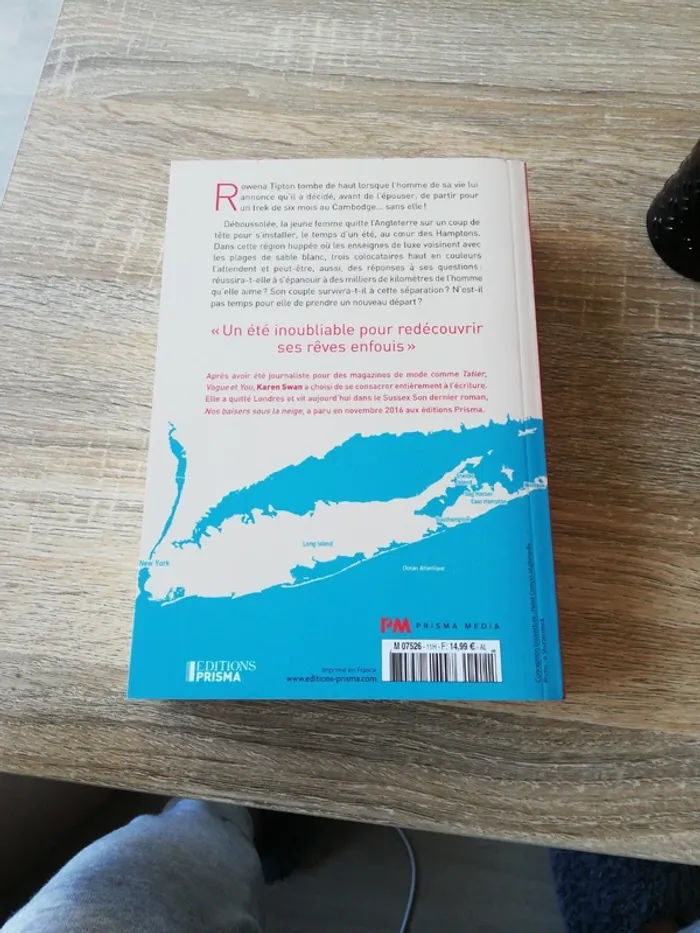 Rowena Tipton tombe de haut lorsque l'homme de sa vie lui
annonce qu'il a décidé, avant de l'épouser, de partir pour
un trek de six mois au Cambodge... sans elle !
Déboussolée, la jeune femme quitte l'Angleterre sur un coup de
tête pour s'installer, le temps d'un été, au cœur des Hamptons.
Dans cette région huppée où les enseignes de luxe voisinent avec
les plages de sable blanc, trois colocataires haut en couleurs
l'attendent et peut-être, aussi, des réponses à ses questions :
réussira-t-elle à s'épanouir à des milliers de kilomètres de l'homme
qu'elle aime ? Son couple survivra-t-il à cette séparation ? N'est-il
pas temps pour elle de prendre un nouveau départ ?
« Un été inoubliable pour redécouvrir
ses rêves enfouis »
Après avoir été journaliste pour des magazines de mode comme Tatler,
Vogue et You, Karen Swan a choisi de se consacrer entièrement à l'écriture.
Elle a quitté Londres et vit aujourd'hui dans le Sussex Son dernier roman,
Nos baisers sous la neige, a paru en novembre 2016 aux éditions Prisma.
Island
Sag Harbor
East Hampton
Southampton
Long Island
New York
Océan Atlantique
PM PRISMA MEDIA
M 07526 - 11H - F: 14,99 € - AL
EDITIONS
PRISMA
Imprimé en France
www.editions-prisma.com